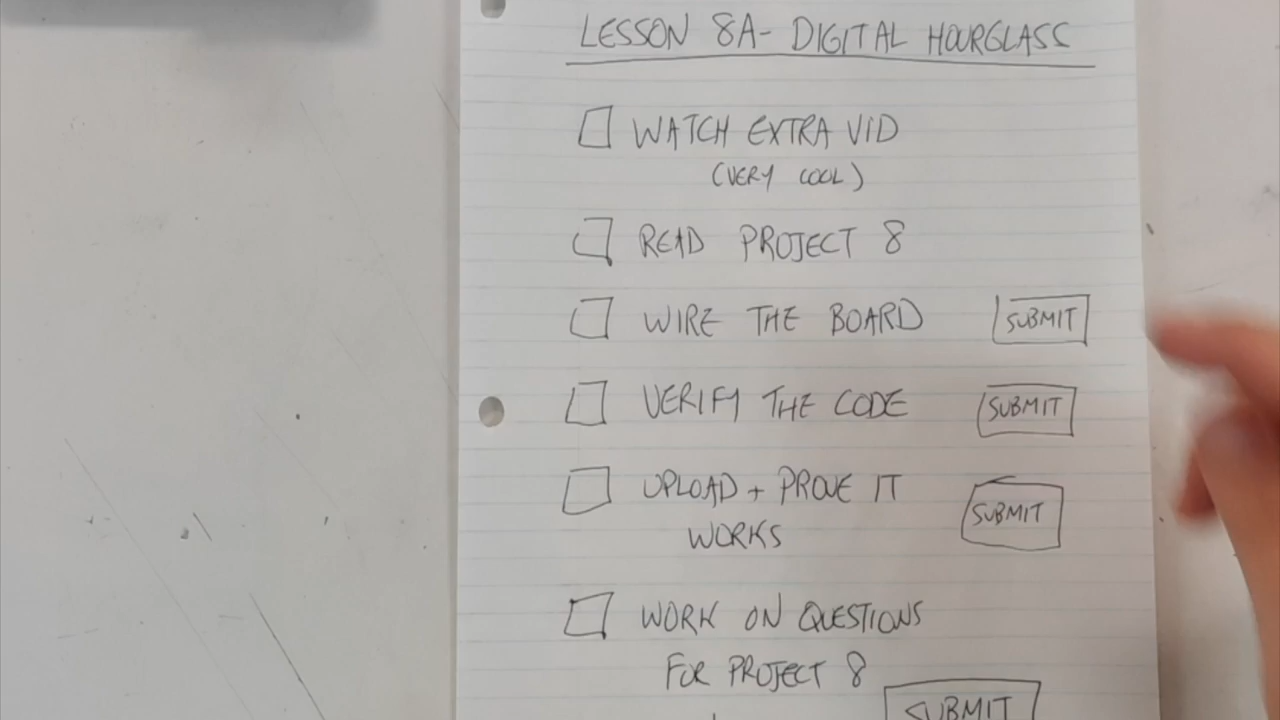 LESSON 8A- DIGITAL HOURGLASS
WATCH EXTRA VID
(VERY COOL)
READ PROJECT 8
WIRE THE BOARD SUBMIT
VERIFY THE CODE SUBMIT
UPLOAD + PROVE IT SUBMIT
WORKS
WORK ON QUESTIONS
FOR PROJECT 8
SUBMIT